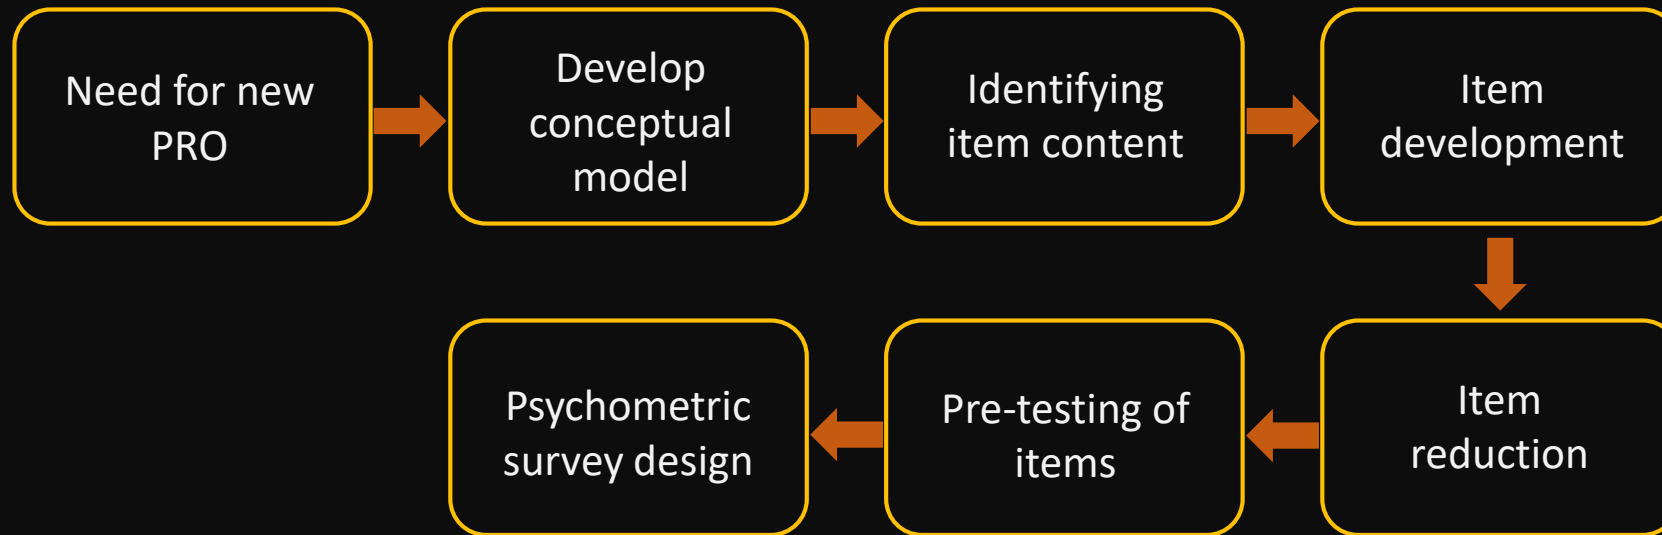 Need for new
PRO
Develop
conceptual
model
Identifying
item content
Item
development
Item
reduction
Pre-testing of
items
Psychometric
survey design